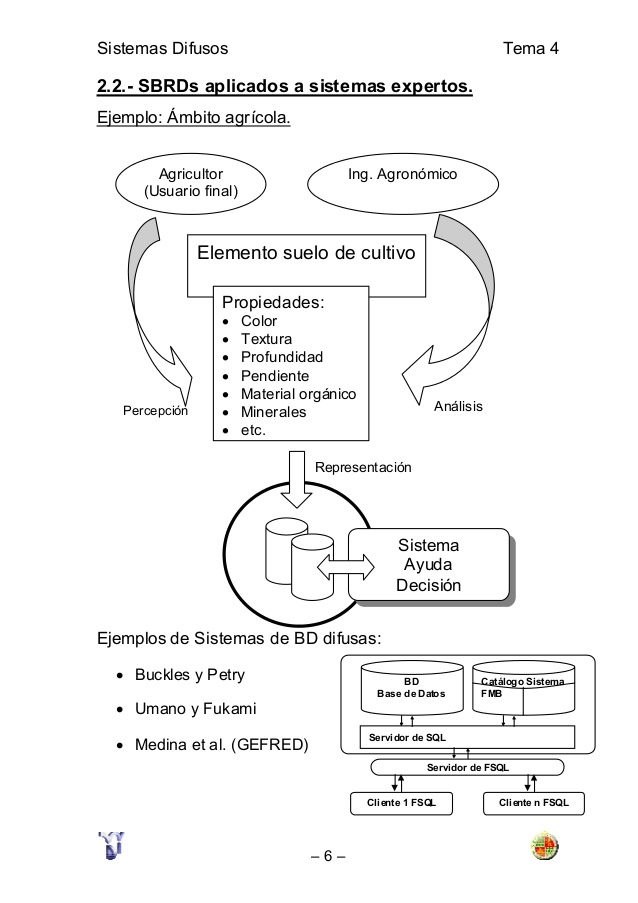 Sistemas Difusos Tema 4
2.2.- SBRDs aplicados a sistemas expertos.
Ejemplo: Ámbito agrícola.
Agricultor
(Usuario final)
Ing. Agronómico
Elemento suelo de cultivo
Propiedades:
• Color
• Textura
• Profundidad
• Pendiente
• Material orgánico
• Minerales
• etc.
Percepción
Análisis
Representación
Sistema
Ayuda
Decisión
Ejemplos de Sistemas de BD difusas:
• Buckles y Petry
• Umano y Fukami
• Medina et al. (GEFRED)
BD
Base de Datos
Catálogo Sistema
FMB
Servidor de SQL
Servidor de FSQL
Cliente 1 FSQL
Cliente n FSQL
– 6 –